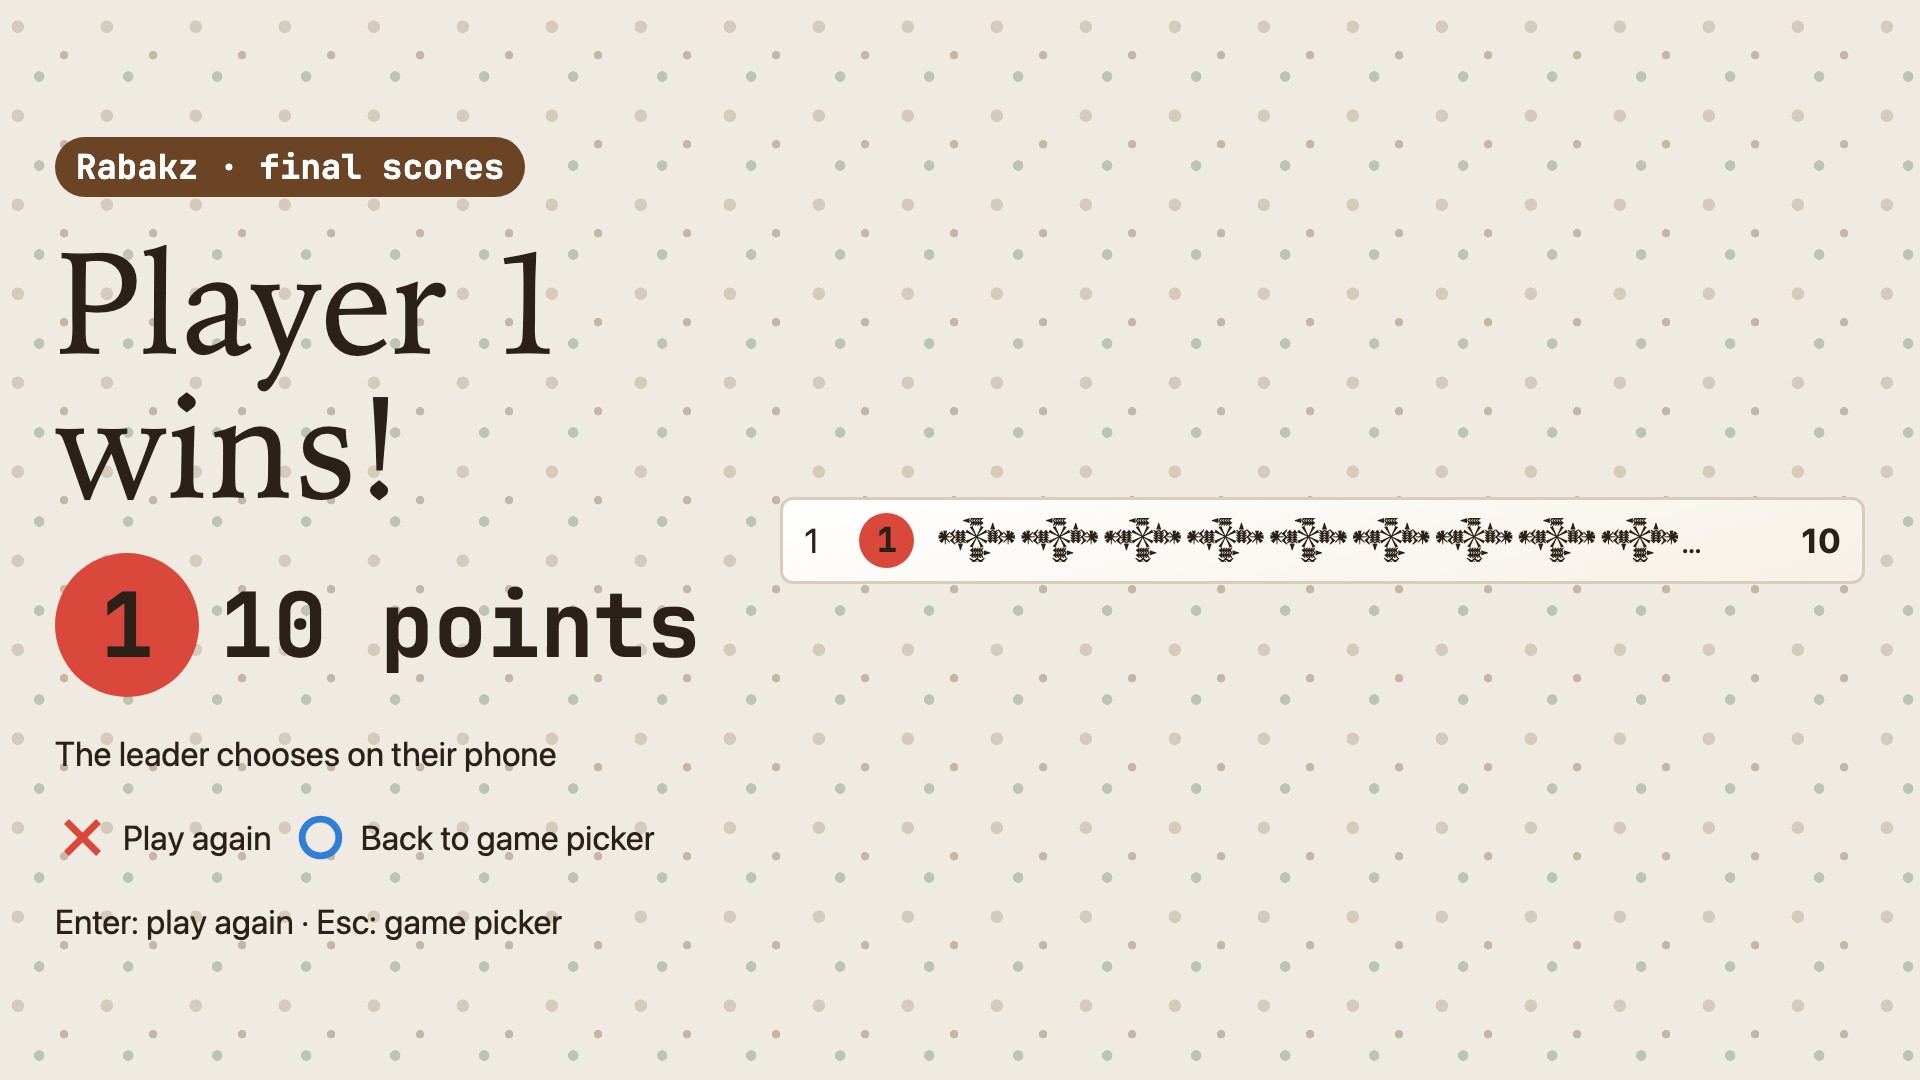 Rabakz · final scores
Player 1
wins!
1 10 points
The leader chooses on their phone
Play again Back to game picker
Enter: play again · Esc: game picker
1 1 … 10